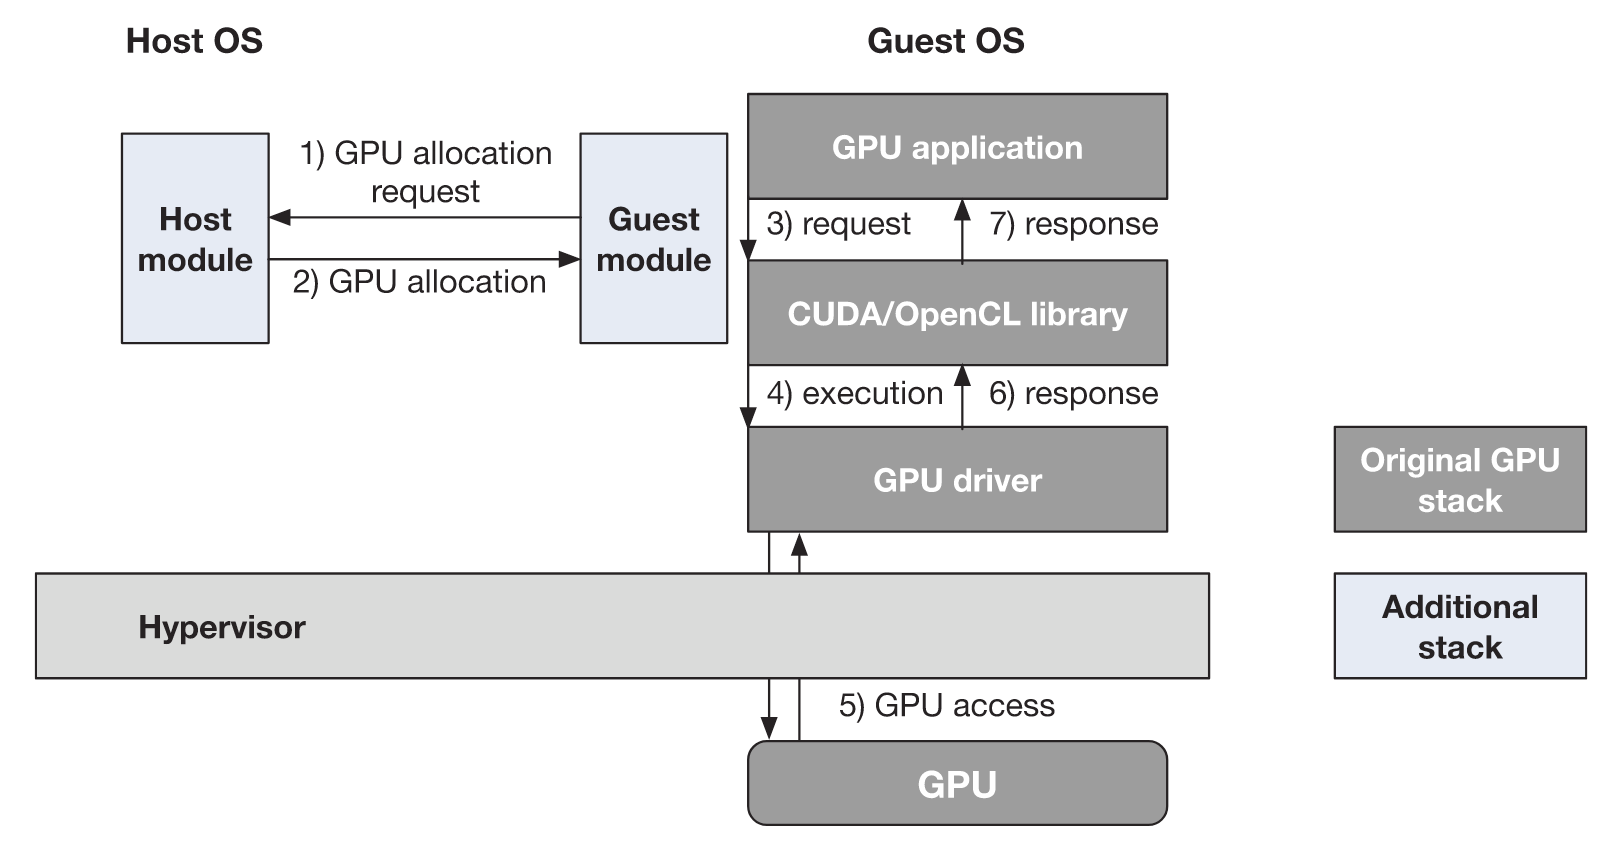 Host OS
Guest OS
GPU application
1) GPU allocation
request
Host
module
Guest
module
2) GPU allocation
3) request
7) response
CUDA/OpenCL library
4) execution
6) response
GPU driver
Original GPU
stack
Hypervisor
Additional
stack
5) GPU access
GPU